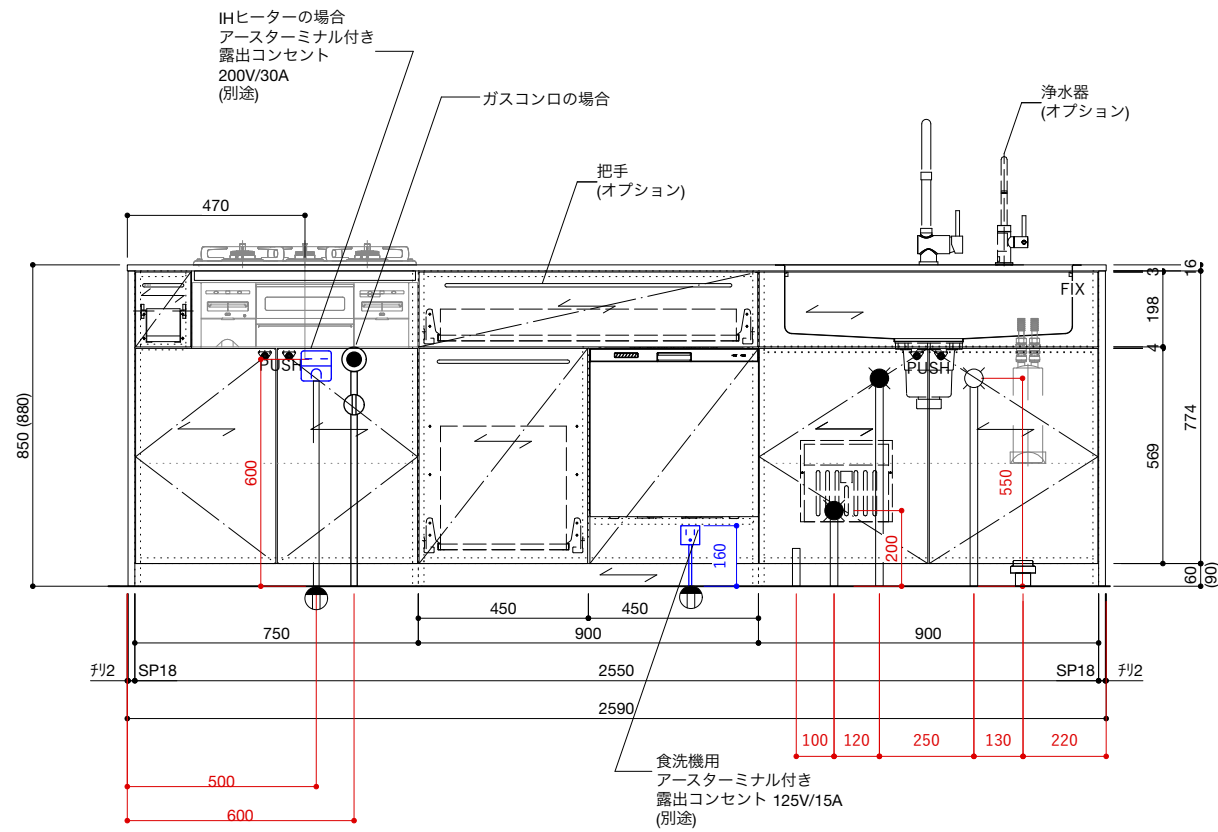 IHヒーターの場合
アースターミナル付き
露出コンセント
200V/30A
(別途)
ガスコンロの場合
浄水器
(オプション)
把手
(オプション)
470
16
3
FIX
198
4
PUSH
PUSH
850 (880)
774
569
600
550
200
160
60
(90)
450
450
750
900
900
チリ2
SP18
2550
SP18
チリ2
2590
100
120
250
130
220
500
600
食洗機用
アースターミナル付き
露出コンセント 125V/15A
(別途)